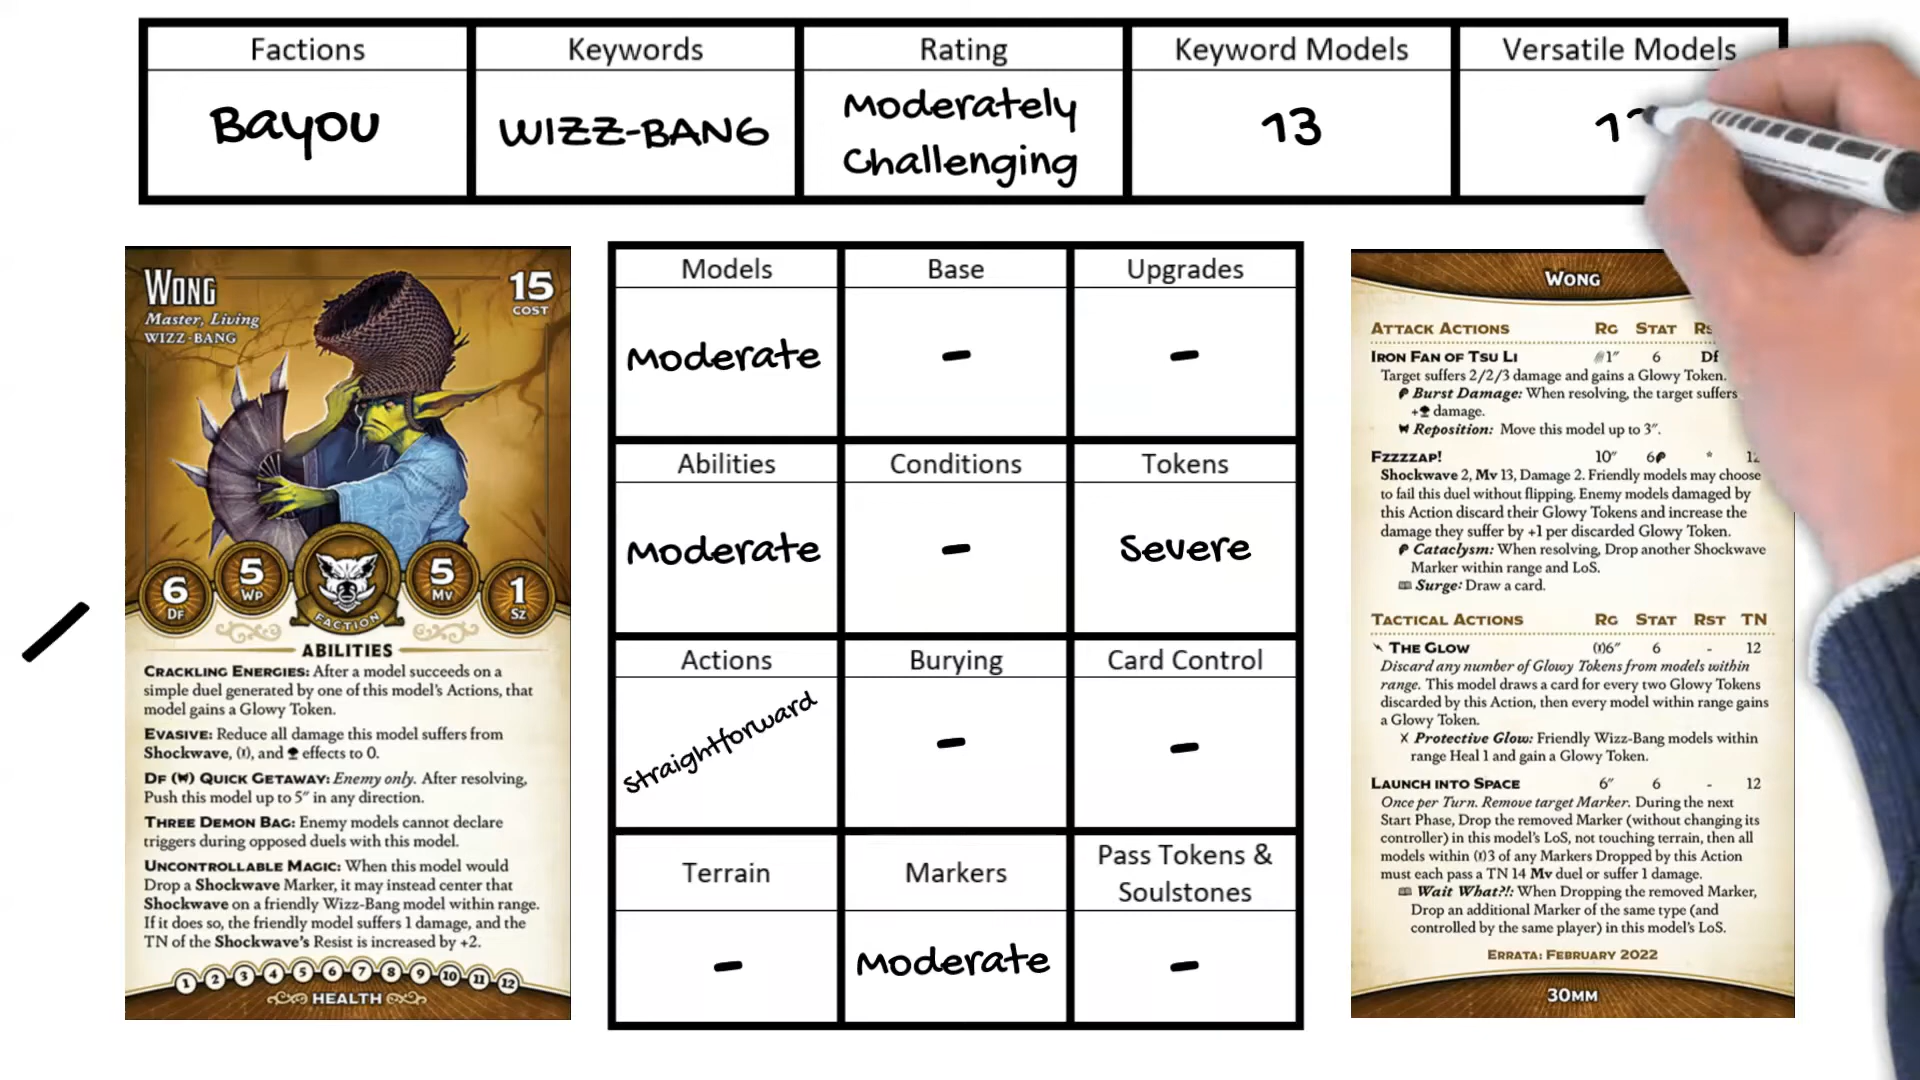 Factions
Keywords
Rating
Keyword Models
Versatile Models
Bayou
WIZZ-BANG
Moderately
Challenging
13
WONG
15
COST
Master, Living
WIZZ-BANG
6
DF
5
WP
FACTION
5
MV
1
SZ
ABILITIES
CRACKLING ENERGIES: After a model succeeds on a
simple duel generated by one of this model's Actions, that
model gains a Glowy Token.
EVASIVE: Reduce all damage this model suffers from
Shockwave, , and effects to 0.
DF () QUICK GETAWAY: Enemy only. After resolving,
Push this model up to 5" in any direction.
THREE DEMON BAG: Enemy models cannot declare
triggers during opposed duels with this model.
UNCONTROLLABLE MAGIC: When this model would
Drop a Shockwave Marker, it may instead center that
Shockwave on a friendly Wizz-Bang model within range.
If it does so, the friendly model suffers 1 damage, and the
TN of the Shockwave's Resist is increased by +2.
1 2 3 4 5 6 7 8 9 10 11 12
HEALTH
Models
Base
Upgrades
Moderate
-
-
Abilities
Conditions
Tokens
Moderate
-
Severe
Actions
Burying
Card Control
Straightforward
-
-
Terrain
Markers
Pass Tokens &
Soulstones
-
Moderate
-
WONG
ATTACK ACTIONS RG STAT
IRON FAN OF TSU LI 1" 6 Df
Target suffers 2/2/3 damage and gains a Glowy Token.
Burst Damage: When resolving, the target suffers
+ damage.
Reposition: Move this model up to 3".
FZZZZAP! 10" 6 *
Shockwave 2, Mv 13, Damage 2. Friendly models may choose
to fail this duel without flipping. Enemy models damaged by
this Action discard their Glowy Tokens and increase the
damage they suffer by +1 per discarded Glowy Token.
Cataclysm: When resolving, Drop another Shockwave
Marker within range and LoS.
Surge: Draw a card.
TACTICAL ACTIONS RG STAT RST TN
THE GLOW 6" 6 - 12
Discard any number of Glowy Tokens from models within
range. This model draws a card for every two Glowy Tokens
discarded by this Action, then every model within range gains
a Glowy Token.
Protective Glow: Friendly Wizz-Bang models within
range Heal 1 and gain a Glowy Token.
LAUNCH INTO SPACE 6" 6 - 12
Once per Turn. Remove target Marker. During the next
Start Phase, Drop the removed Marker (without changing its
controller) in this model's LoS, not touching terrain, then all
models within 3 of any Markers Dropped by this Action
must each pass a TN 14 Mv duel or suffer 1 damage.
Wait What?!: When Dropping the removed Marker,
Drop an additional Marker of the same type (and
controlled by the same player) in this model's LoS.
ERRATA: FEBRUARY 2022
30MM